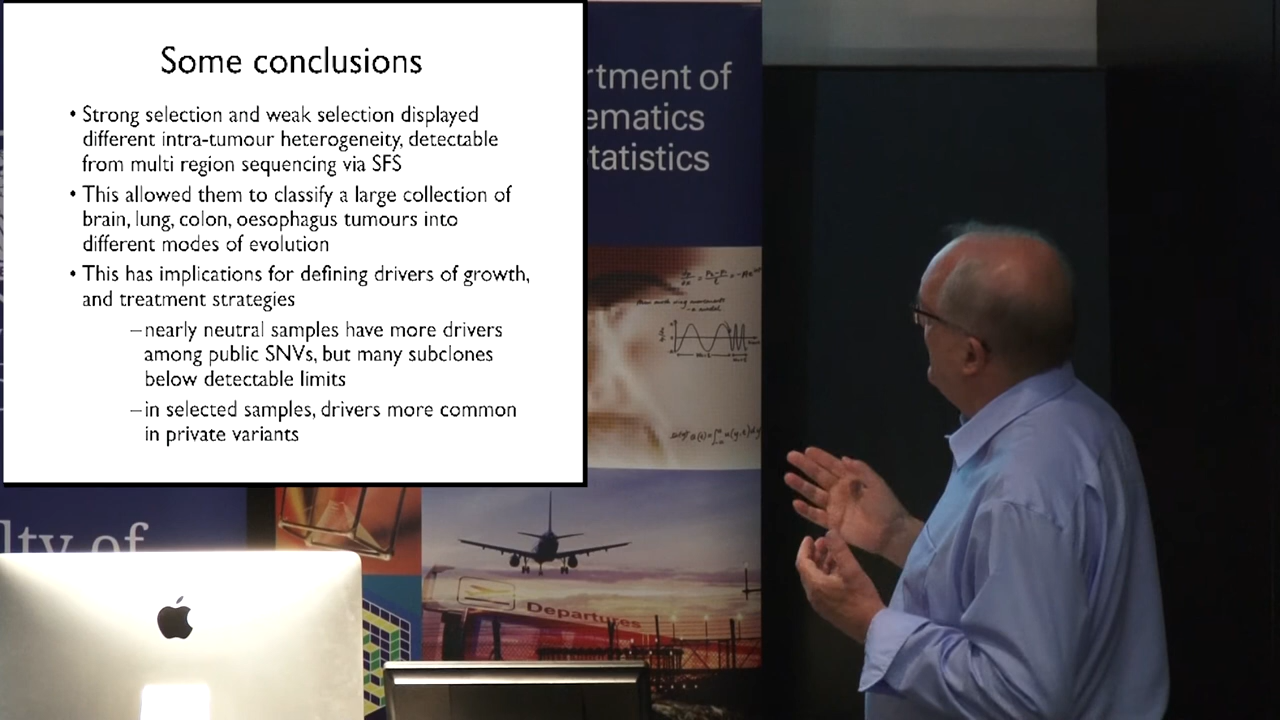 Some conclusions
• Strong selection and weak selection displayed
different intra-tumour heterogeneity, detectable
from multi region sequencing via SFS
• This allowed them to classify a large collection of
brain, lung, colon, oesophagus tumours into
different modes of evolution
• This has implications for defining drivers of growth,
and treatment strategies
–nearly neutral samples have more drivers
among public SNVs, but many subclones
below detectable limits
–in selected samples, drivers more common
in private variants
rtment of
ematics
tatistics
lty of
Departures